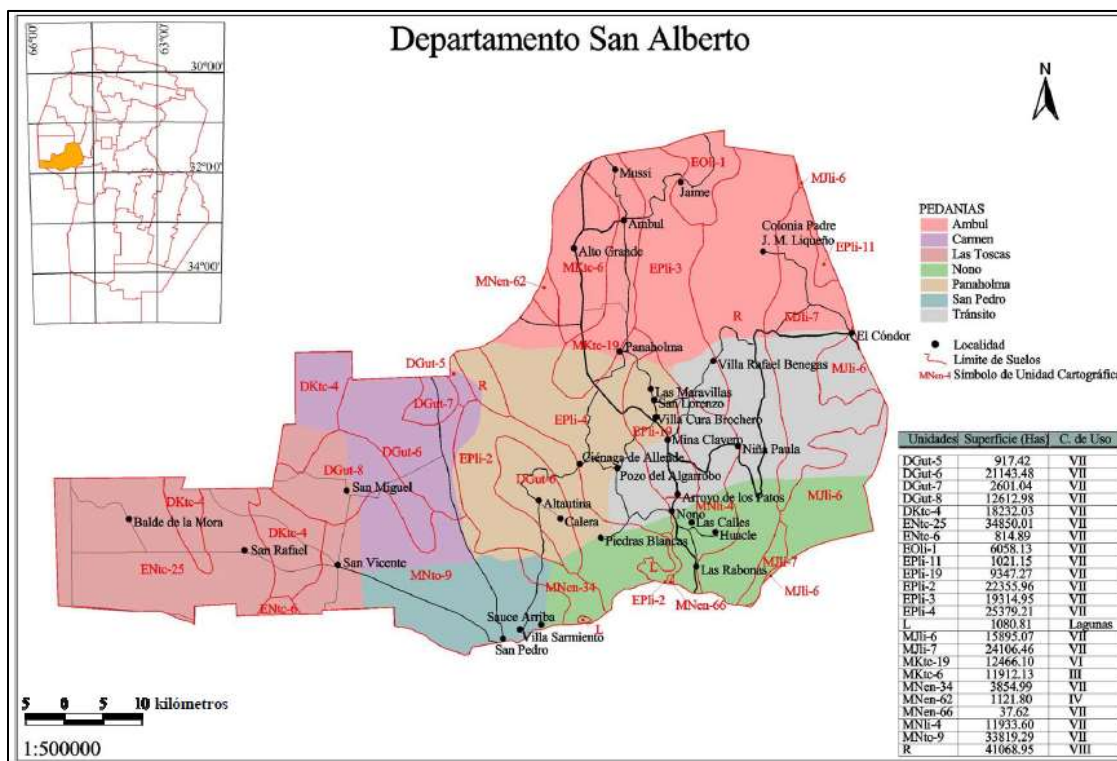 Departamento San Alberto
66º00'
63º00'
30º00'
32º00'
34º00'
N
Mussi
EOli-1
Jaime
MJli-6
Ambul
Colonia Padre
J. M. Liqueño
EPli-11
Alto Grande
MKtc-6
EPli-3
MNen-62
R
MJli-7
El Cóndor
MKtc-19
Panaholma
Villa Rafael Benegas
MJli-6
DGut-5
R
DKtc-4
DGut-7
Las Maravillas
San Lorenzo
EPli-4
Villa Cura Brochero
EPli-19
Mina Clavero
Niña Paula
DGut-6
EPli-2
Ciénaga de Allende
DGut-8
DGut-6
Pozo del Algarrobo
MJli-6
San Miguel
DKtc-4
Altautina
Arroyo de los Patos
MNli-4
Nono
Balde de la Mora
Calera
Las Calles
DKtc-4
Huacle
Piedras Blancas
San Rafael
MJli-7
San Vicente
ENtc-25
MNto-9
L
Las Rabonas
MJli-6
MNen-34
EPli-2
MNen-66
ENtc-6
Sauce Arriba
L
Villa Sarmiento
San Pedro
PEDANIAS
Ambul
Carmen
Las Toscas
Nono
Panaholma
San Pedro
Tránsito
Localidad
Límite de Suelos
MNen-4 Símbolo de Unidad Cartográfica
Unidades Superficie (Has) C. de Uso
DGut-5 917.42 VII
DGut-6 21143.48 VII
DGut-7 2601.04 VII
DGut-8 12612.98 VII
DKtc-4 18232.03 VII
ENtc-25 34850.01 VII
ENtc-6 814.89 VII
EOli-1 6058.13 VII
EPli-11 1021.15 VII
EPli-19 9347.27 VII
EPli-2 22355.96 VII
EPli-3 19314.95 VII
EPli-4 25379.21 VII
L 1080.81 Lagunas
MJli-6 15895.07 VII
MJli-7 24106.46 VII
MKtc-19 12466.10 VI
MKtc-6 11912.13 III
MNen-34 3854.99 VII
MNen-62 1121.80 IV
MNen-66 37.62 VII
MNli-4 11933.60 VII
MNto-9 33819.29 VII
R 41068.95 VIII
5 0 5 10 kilómetros
1:500000